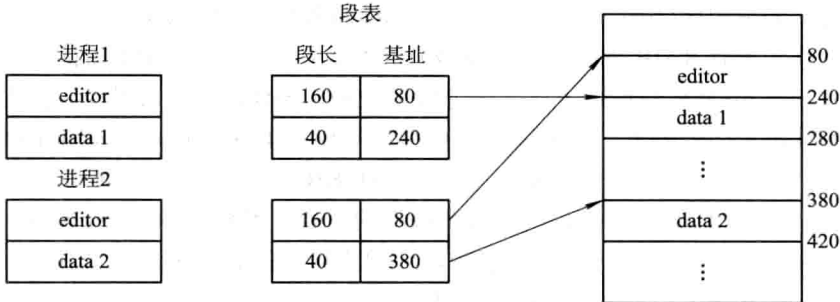 段表
进程1
段长 基址
editor 160 80
data 1 40 240
进程2
editor 160 80
data 2 40 380
80
editor
240
data 1
280
⋮
380
data 2
420
⋮